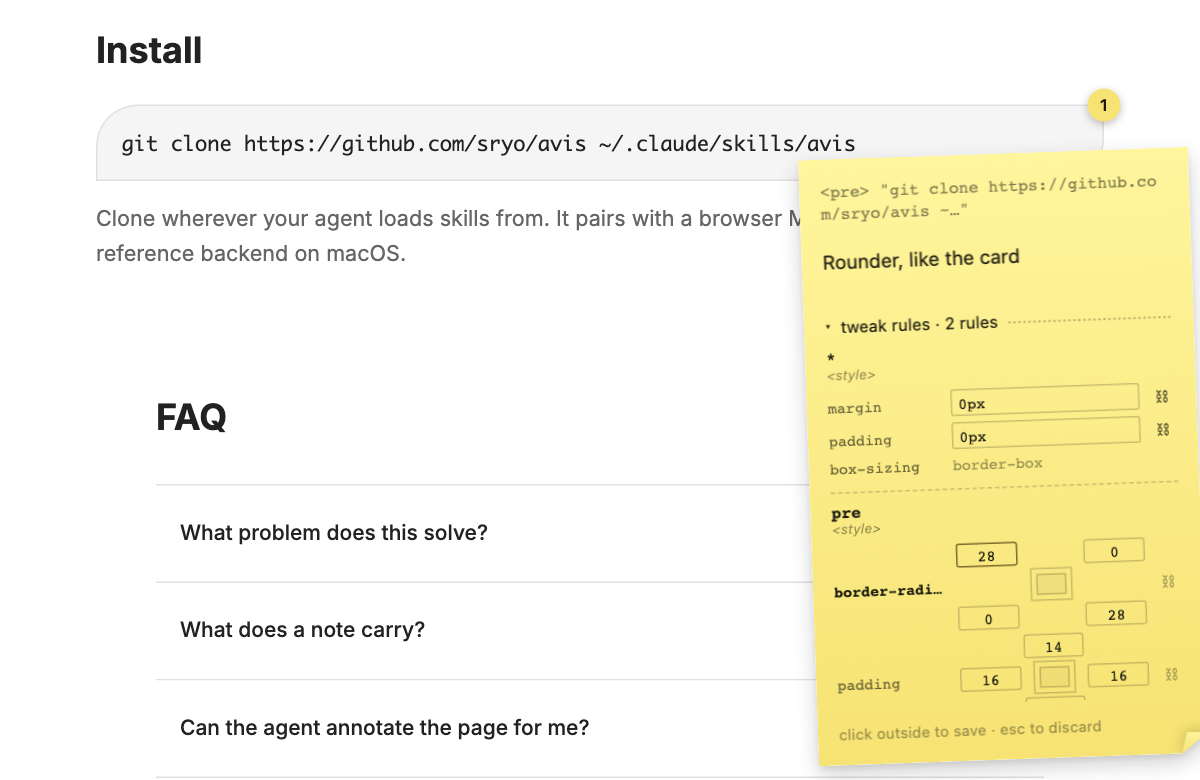 Install
1
git clone https://github.com/sryo/avis ~/.claude/skills/avis
Clone wherever your agent loads skills from. It pairs with a browser
reference backend on macOS.
FAQ
What problem does this solve?
What does a note carry?
Can the agent annotate the page for me?
<pre> "git clone https://github.co
m/sryo/avis ~…"
Rounder, like the card
▾ tweak rules · 2 rules
*
<style>
margin 0px
padding 0px
box-sizing border-box
pre
<style>
28 0
border-radi…
0 28
14
padding 16 16
click outside to save · esc to discard